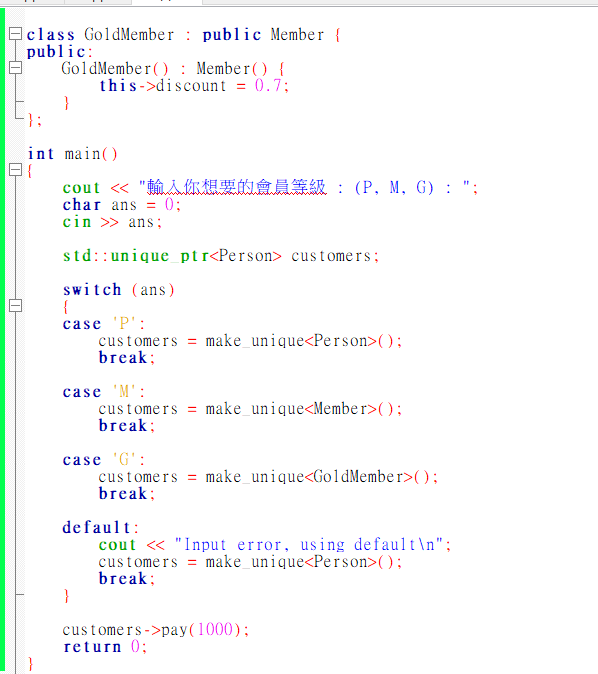 class GoldMember : public Member {
public:
    GoldMember() : Member() {
        this->discount = 0.7;
    }
};

int main()
{
    cout << "輸入你想要的會員等級 : (P, M, G) : ";
    char ans = 0;
    cin >> ans;

    std::unique_ptr<Person> customers;

    switch (ans)
    {
    case 'P':
        customers = make_unique<Person>();
        break;

    case 'M':
        customers = make_unique<Member>();
        break;

    case 'G':
        customers = make_unique<GoldMember>();
        break;

    default:
        cout << "Input error, using default\n";
        customers = make_unique<Person>();
        break;
    }

    customers->pay(1000);
    return 0;
}